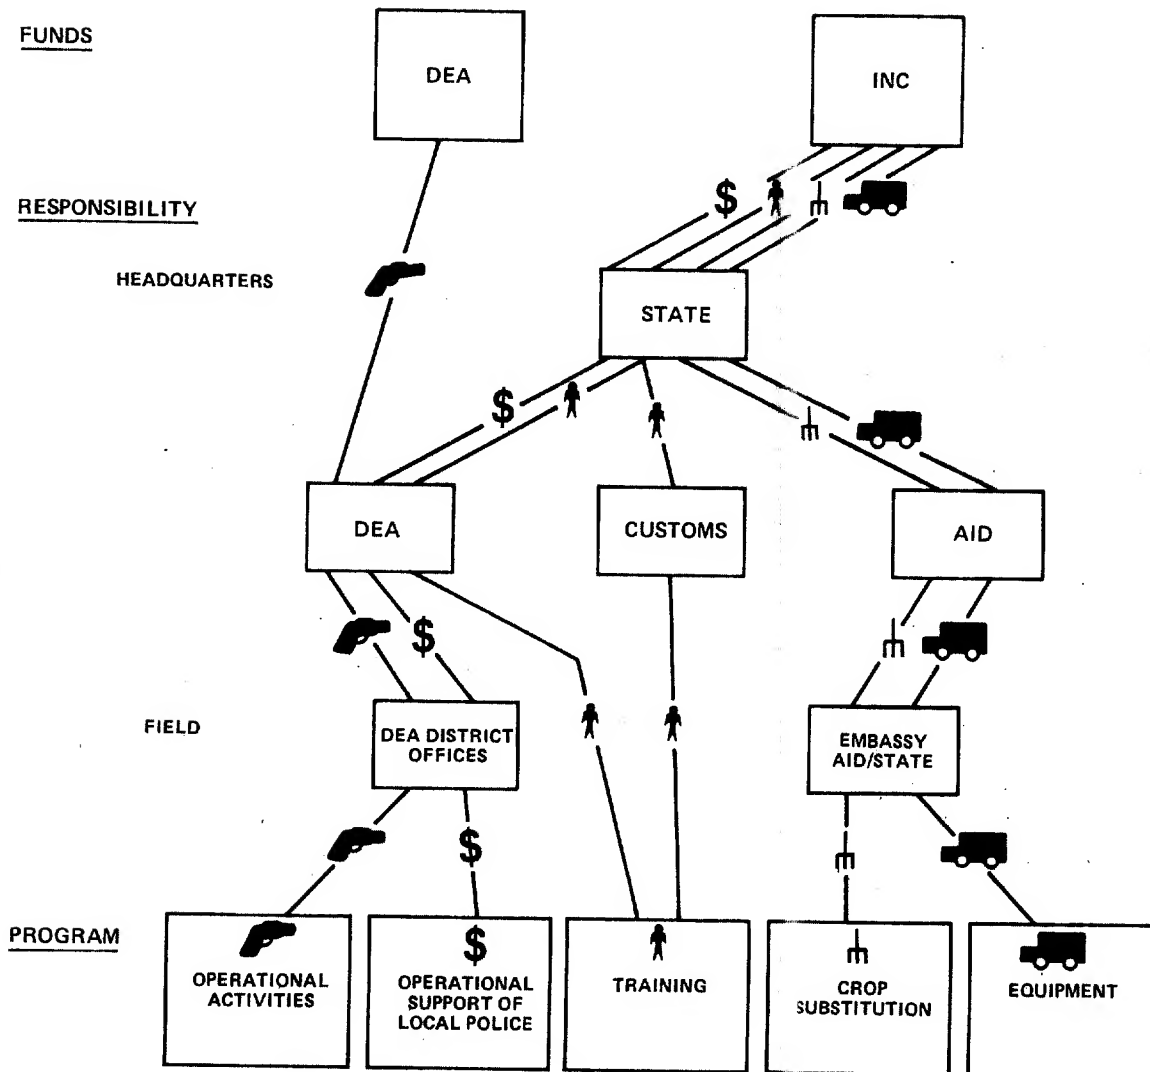 FUNDS
DEA
INC
RESPONSIBILITY
$
HEADQUARTERS
STATE
$
DEA
CUSTOMS
AID
$
FIELD
DEA DISTRICT
OFFICES
EMBASSY
AID/STATE
$
PROGRAM
$
OPERATIONAL
ACTIVITIES
OPERATIONAL
SUPPORT OF
LOCAL POLICE
TRAINING
CROP
SUBSTITUTION
EQUIPMENT